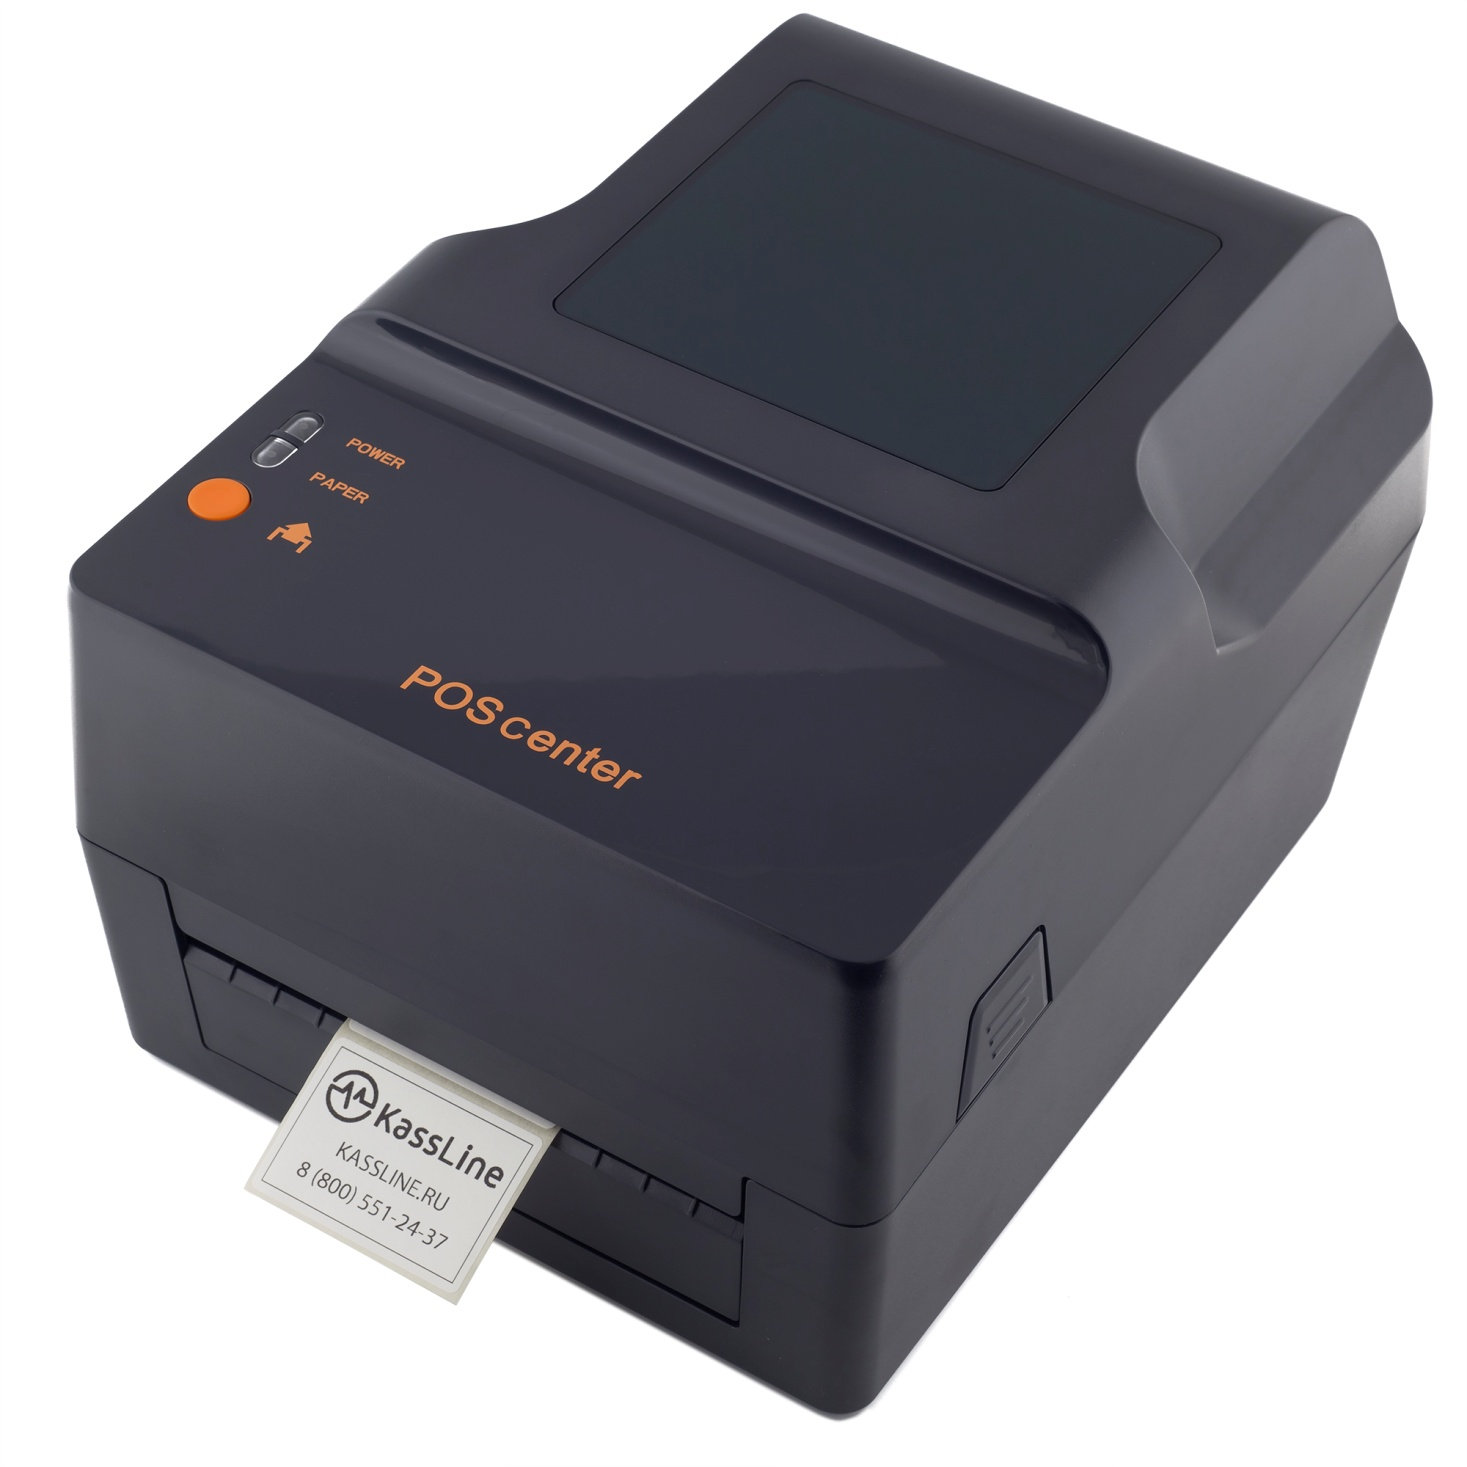 POWER
PAPER
POScenter
KassLine
KASSLINE.RU
8 (800) 551-24-37